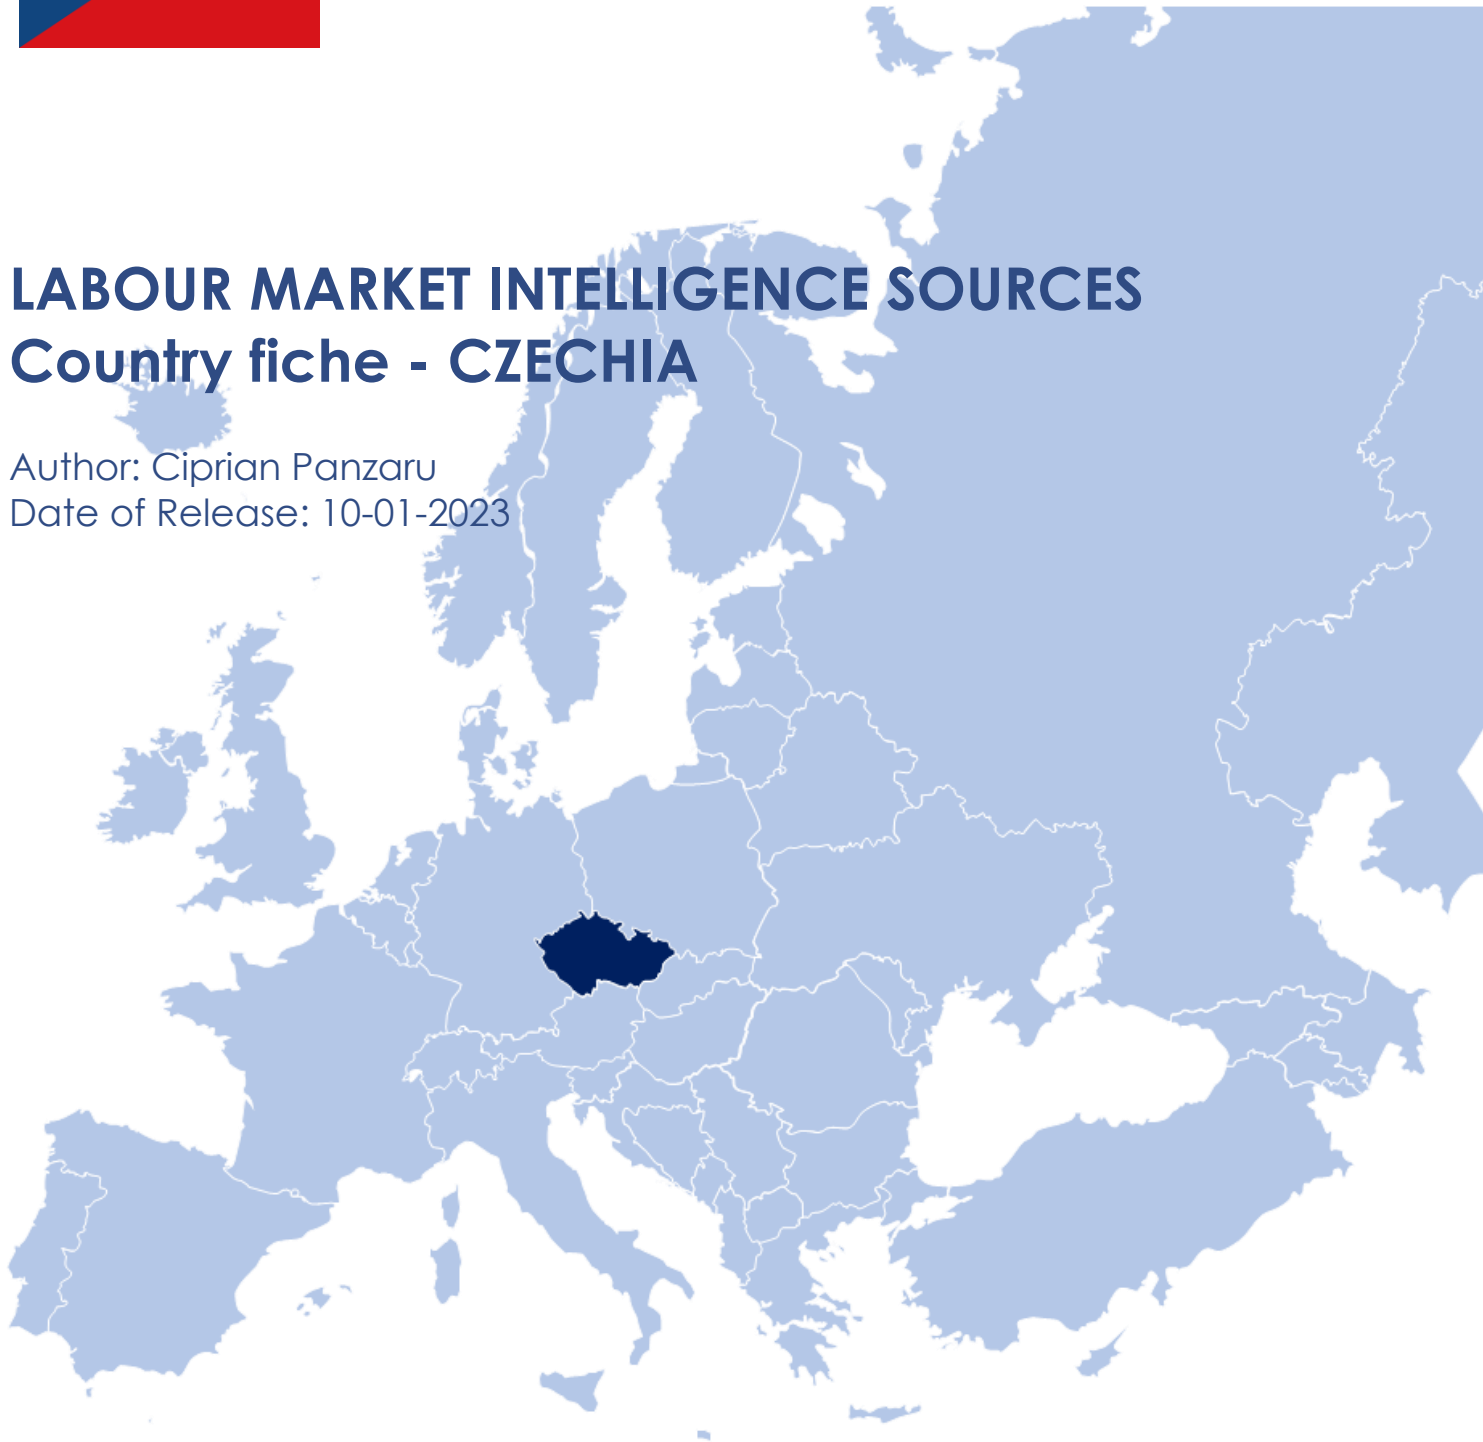 LABOUR MARKET INTELLIGENCE SOURCES
Country fiche - CZECHIA
Author: Ciprian Panzaru
Date of Release: 10-01-2023